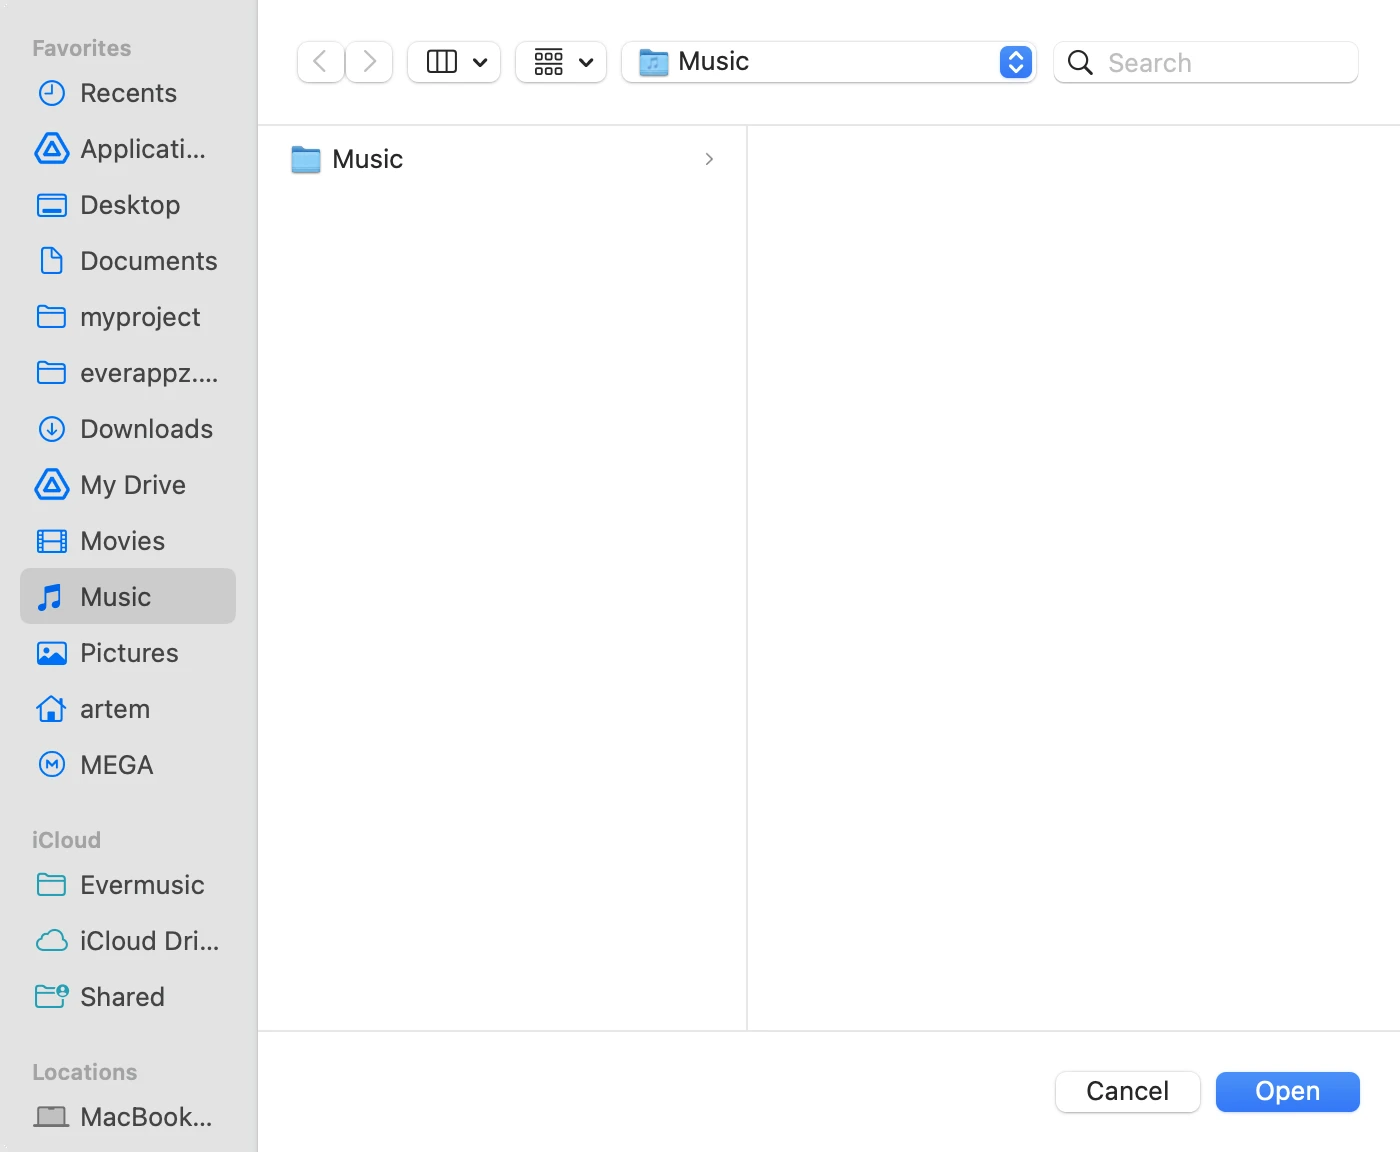 Favorites
Recents
Applicati...
Desktop
Documents
myproject
everappz....
Downloads
My Drive
Movies
Music
Pictures
artem
MEGA
iCloud
Evermusic
iCloud Dri...
Shared
Locations
MacBook...
Music
Search
Music
Cancel
Open